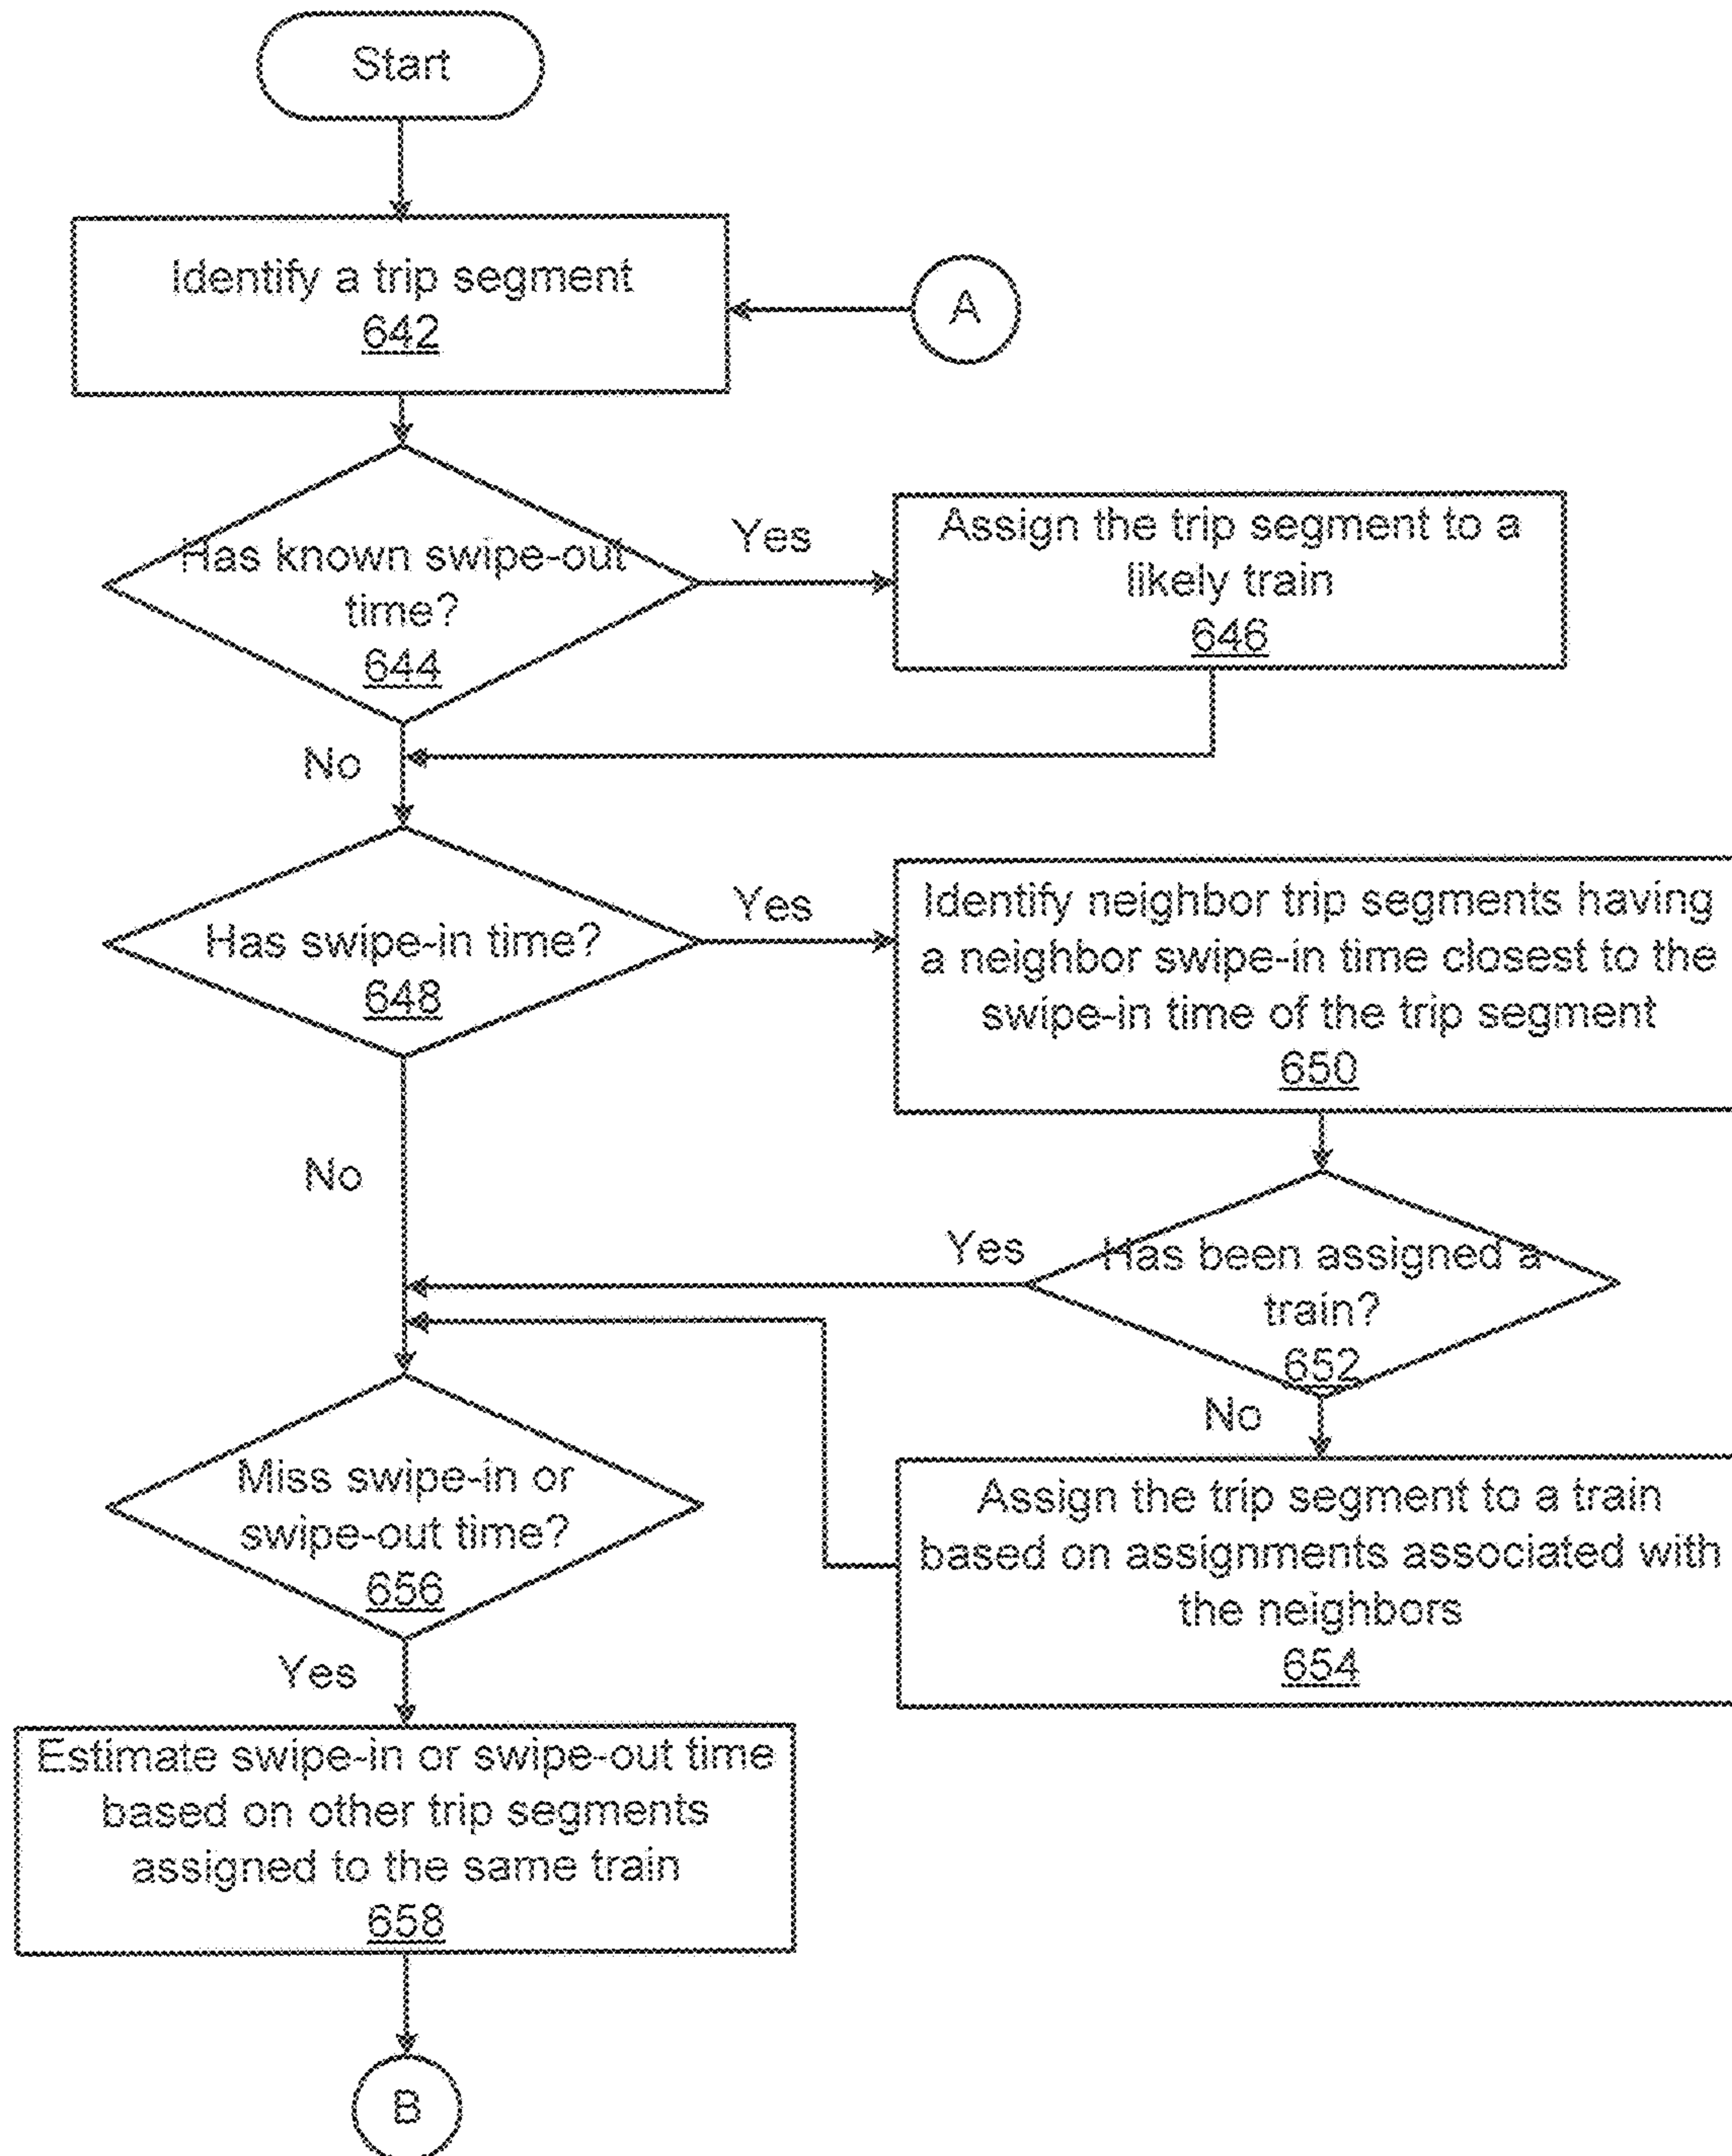 Start
Identify a trip segment
642
A
Has known swipe-out
time?
644
Yes
Assign the trip segment to a
likely train
646
No
Has swipe-in time?
648
Yes
Identify neighbor trip segments having
a neighbor swipe-in time closest to the
swipe-in time of the trip segment
650
No
Yes
Has been assigned a
train?
652
No
Miss swipe-in or
swipe-out time?
656
Assign the trip segment to a train
based on assignments associated with
the neighbors
654
Yes
Estimate swipe-in or swipe-out time
based on other trip segments
assigned to the same train
658
B